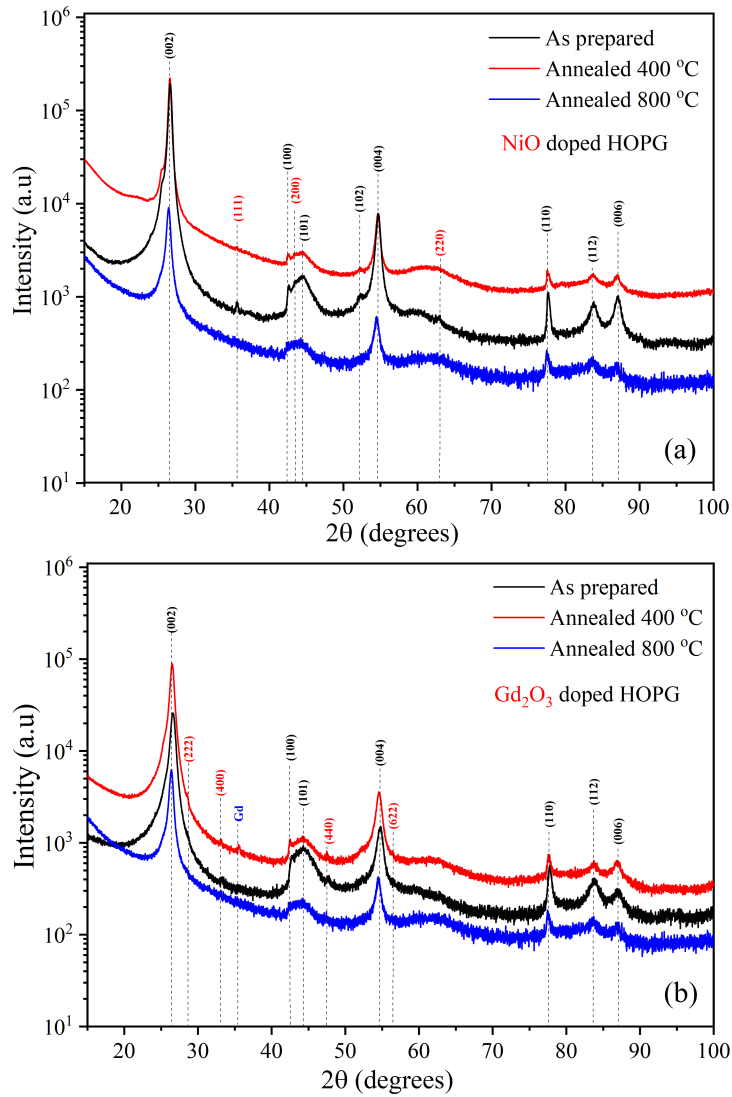 10⁶
10⁵
10⁴
10³
10²
10¹
Intensity (a.u)
As prepared
Annealed 400 °C
Annealed 800 °C
NiO doped HOPG
(002)
(111)
(100)
(200)
(101)
(102)
(004)
(220)
(110)
(112)
(006)
(a)
20 30 40 50 60 70 80 90 100
2θ (degrees)
10⁶
10⁵
10⁴
10³
10²
10¹
Intensity (a.u)
As prepared
Annealed 400 °C
Annealed 800 °C
Gd₂O₃ doped HOPG
(002)
(222)
(400)
Gd
(100)
(101)
(440)
(004)
(622)
(110)
(112)
(006)
(b)
20 30 40 50 60 70 80 90 100
2θ (degrees)